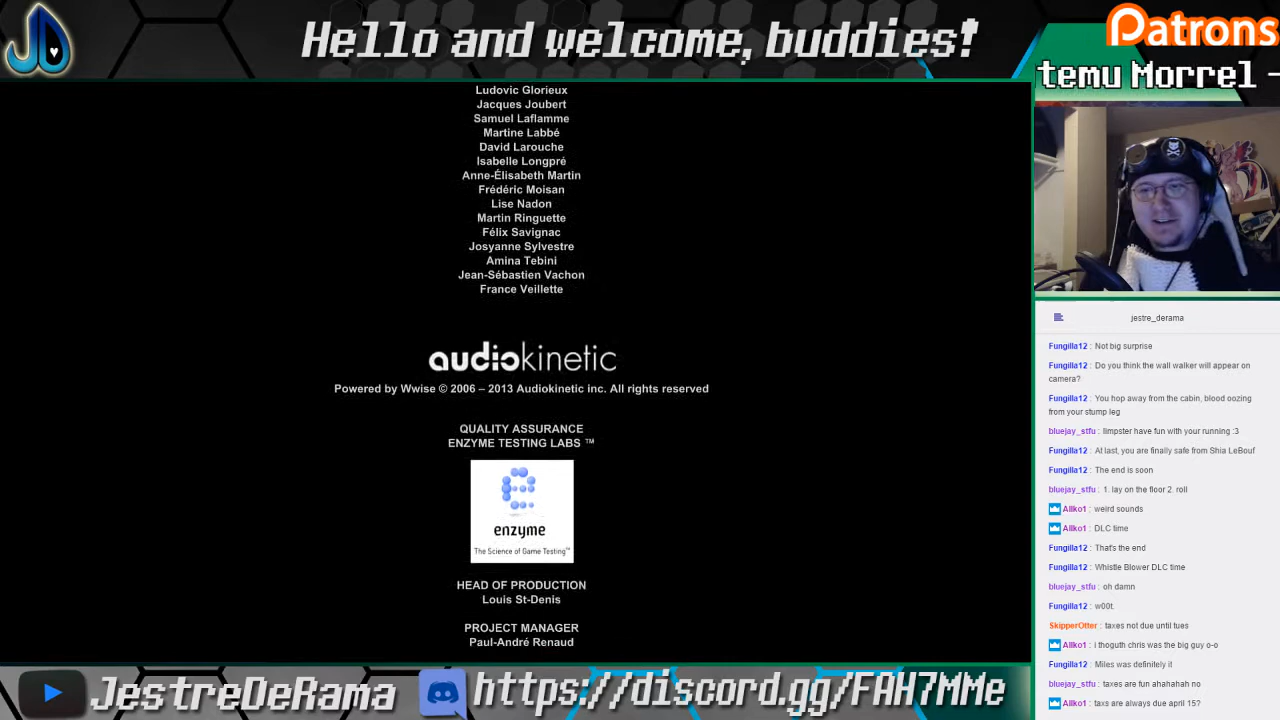 Hello and welcome, buddies!
Patrons
temu Morrel -
Ludovic Glorieux
Jacques Joubert
Samuel Laflamme
Martine Labbé
David Larouche
Isabelle Longpré
Anne-Élisabeth Martin
Frédéric Moisan
Lise Nadon
Martin Ringuette
Félix Savignac
Josyanne Sylvestre
Amina Tebini
Jean-Sébastien Vachon
France Veillette
audiokinetic
Powered by Wwise © 2006 – 2013 Audiokinetic inc. All rights reserved
QUALITY ASSURANCE
ENZYME TESTING LABS ™
enzyme
The Science of Game Testing™
HEAD OF PRODUCTION
Louis St-Denis
PROJECT MANAGER
Paul-André Renaud
jestre_derama
Fungilla12 : Not big surprise
Fungilla12 : Do you think the wall walker will appear on
camera?
Fungilla12 : You hop away from the cabin, blood oozing
from your stump leg
bluejay_stfu : limpster have fun with your running :3
Fungilla12 : At last, you are finally safe from Shia LeBouf
Fungilla12 : The end is soon
bluejay_stfu : 1. lay on the floor 2. roll
Allko1 : weird sounds
Allko1 : DLC time
Fungilla12 : That's the end
Fungilla12 : Whistle Blower DLC time
bluejay_stfu : oh damn
Fungilla12 : w00t.
SkipperOtter : taxes not due until tues
Allko1 : i thoguth chris was the big guy o-o
Fungilla12 : Miles was definitely it
bluejay_stfu : taxes are fun ahahahah no
Allko1 : taxs are always due april 15?
JestreDeRama
https://discord.gg/FAH7MMe